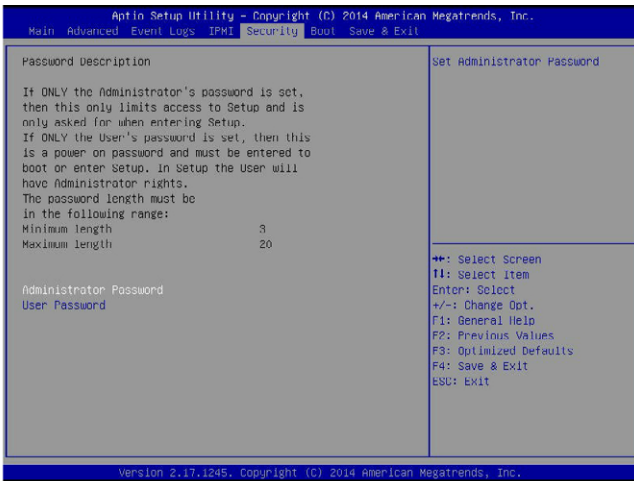 Aptio Setup Utility – Copyright (C) 2014 American Megatrends, Inc.
Main Advanced Event Logs IPMI Security Boot Save & Exit
Password Description
If ONLY the Administrator's password is set,
then this only limits access to Setup and is
only asked for when entering Setup.
If ONLY the User's password is set, then this
is a power on password and must be entered to
boot or enter Setup. In Setup the User will
have Administrator rights.
The password length must be
in the following range:
Minimum length 3
Maximum length 20
Administrator Password
User Password
Set Administrator Password
→←: Select Screen
↑↓: Select Item
Enter: Select
+/-: Change Opt.
F1: General Help
F2: Previous Values
F3: Optimized Defaults
F4: Save & Exit
ESC: Exit
Version 2.17.1245. Copyright (C) 2014 American Megatrends, Inc.